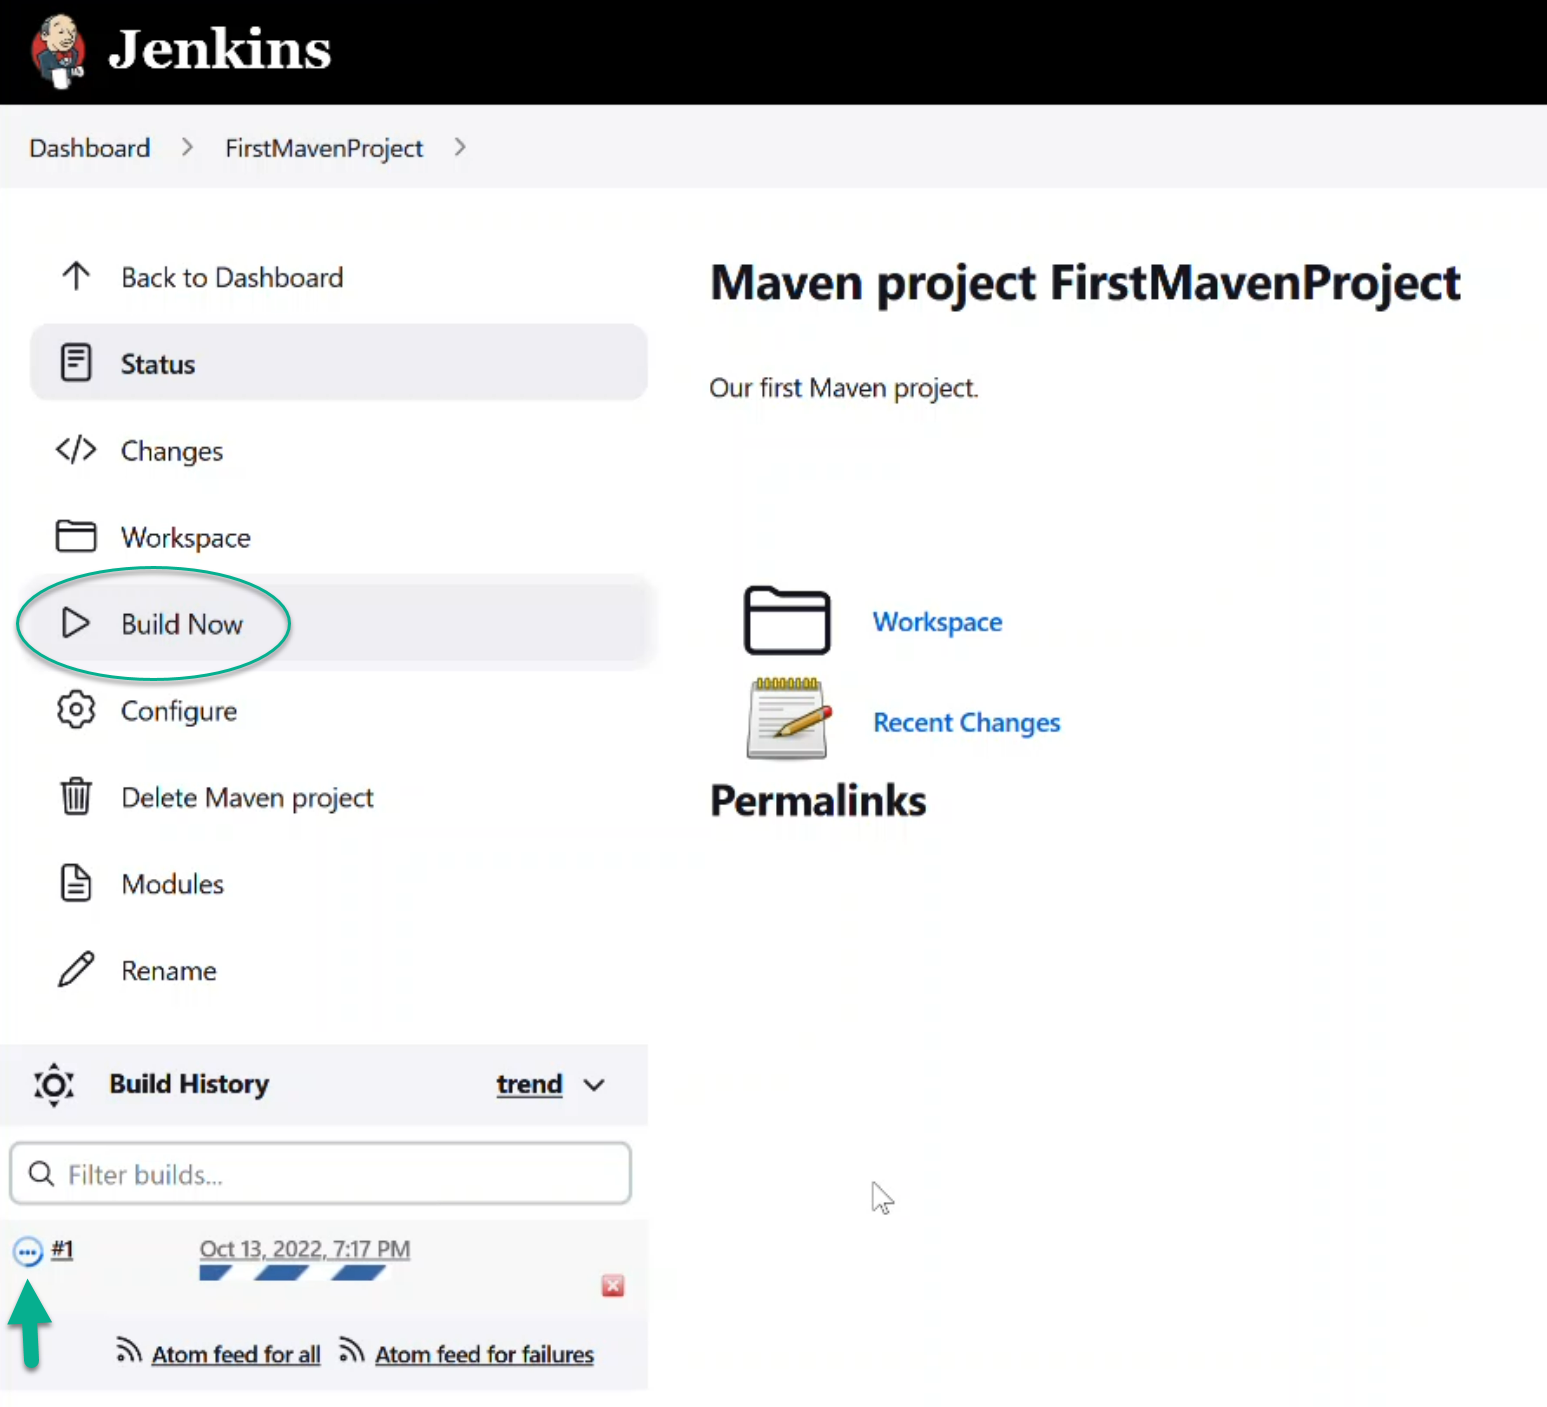 Jenkins
Dashboard
FirstMavenProject
Back to Dashboard
Status
Changes
Workspace
Build Now
Configure
Delete Maven project
Modules
Rename
Build History
trend
Filter builds...
#1
Oct 13, 2022, 7:17 PM
Atom feed for all
Atom feed for failures
Maven project FirstMavenProject
Our first Maven project.
Workspace
Recent Changes
Permalinks